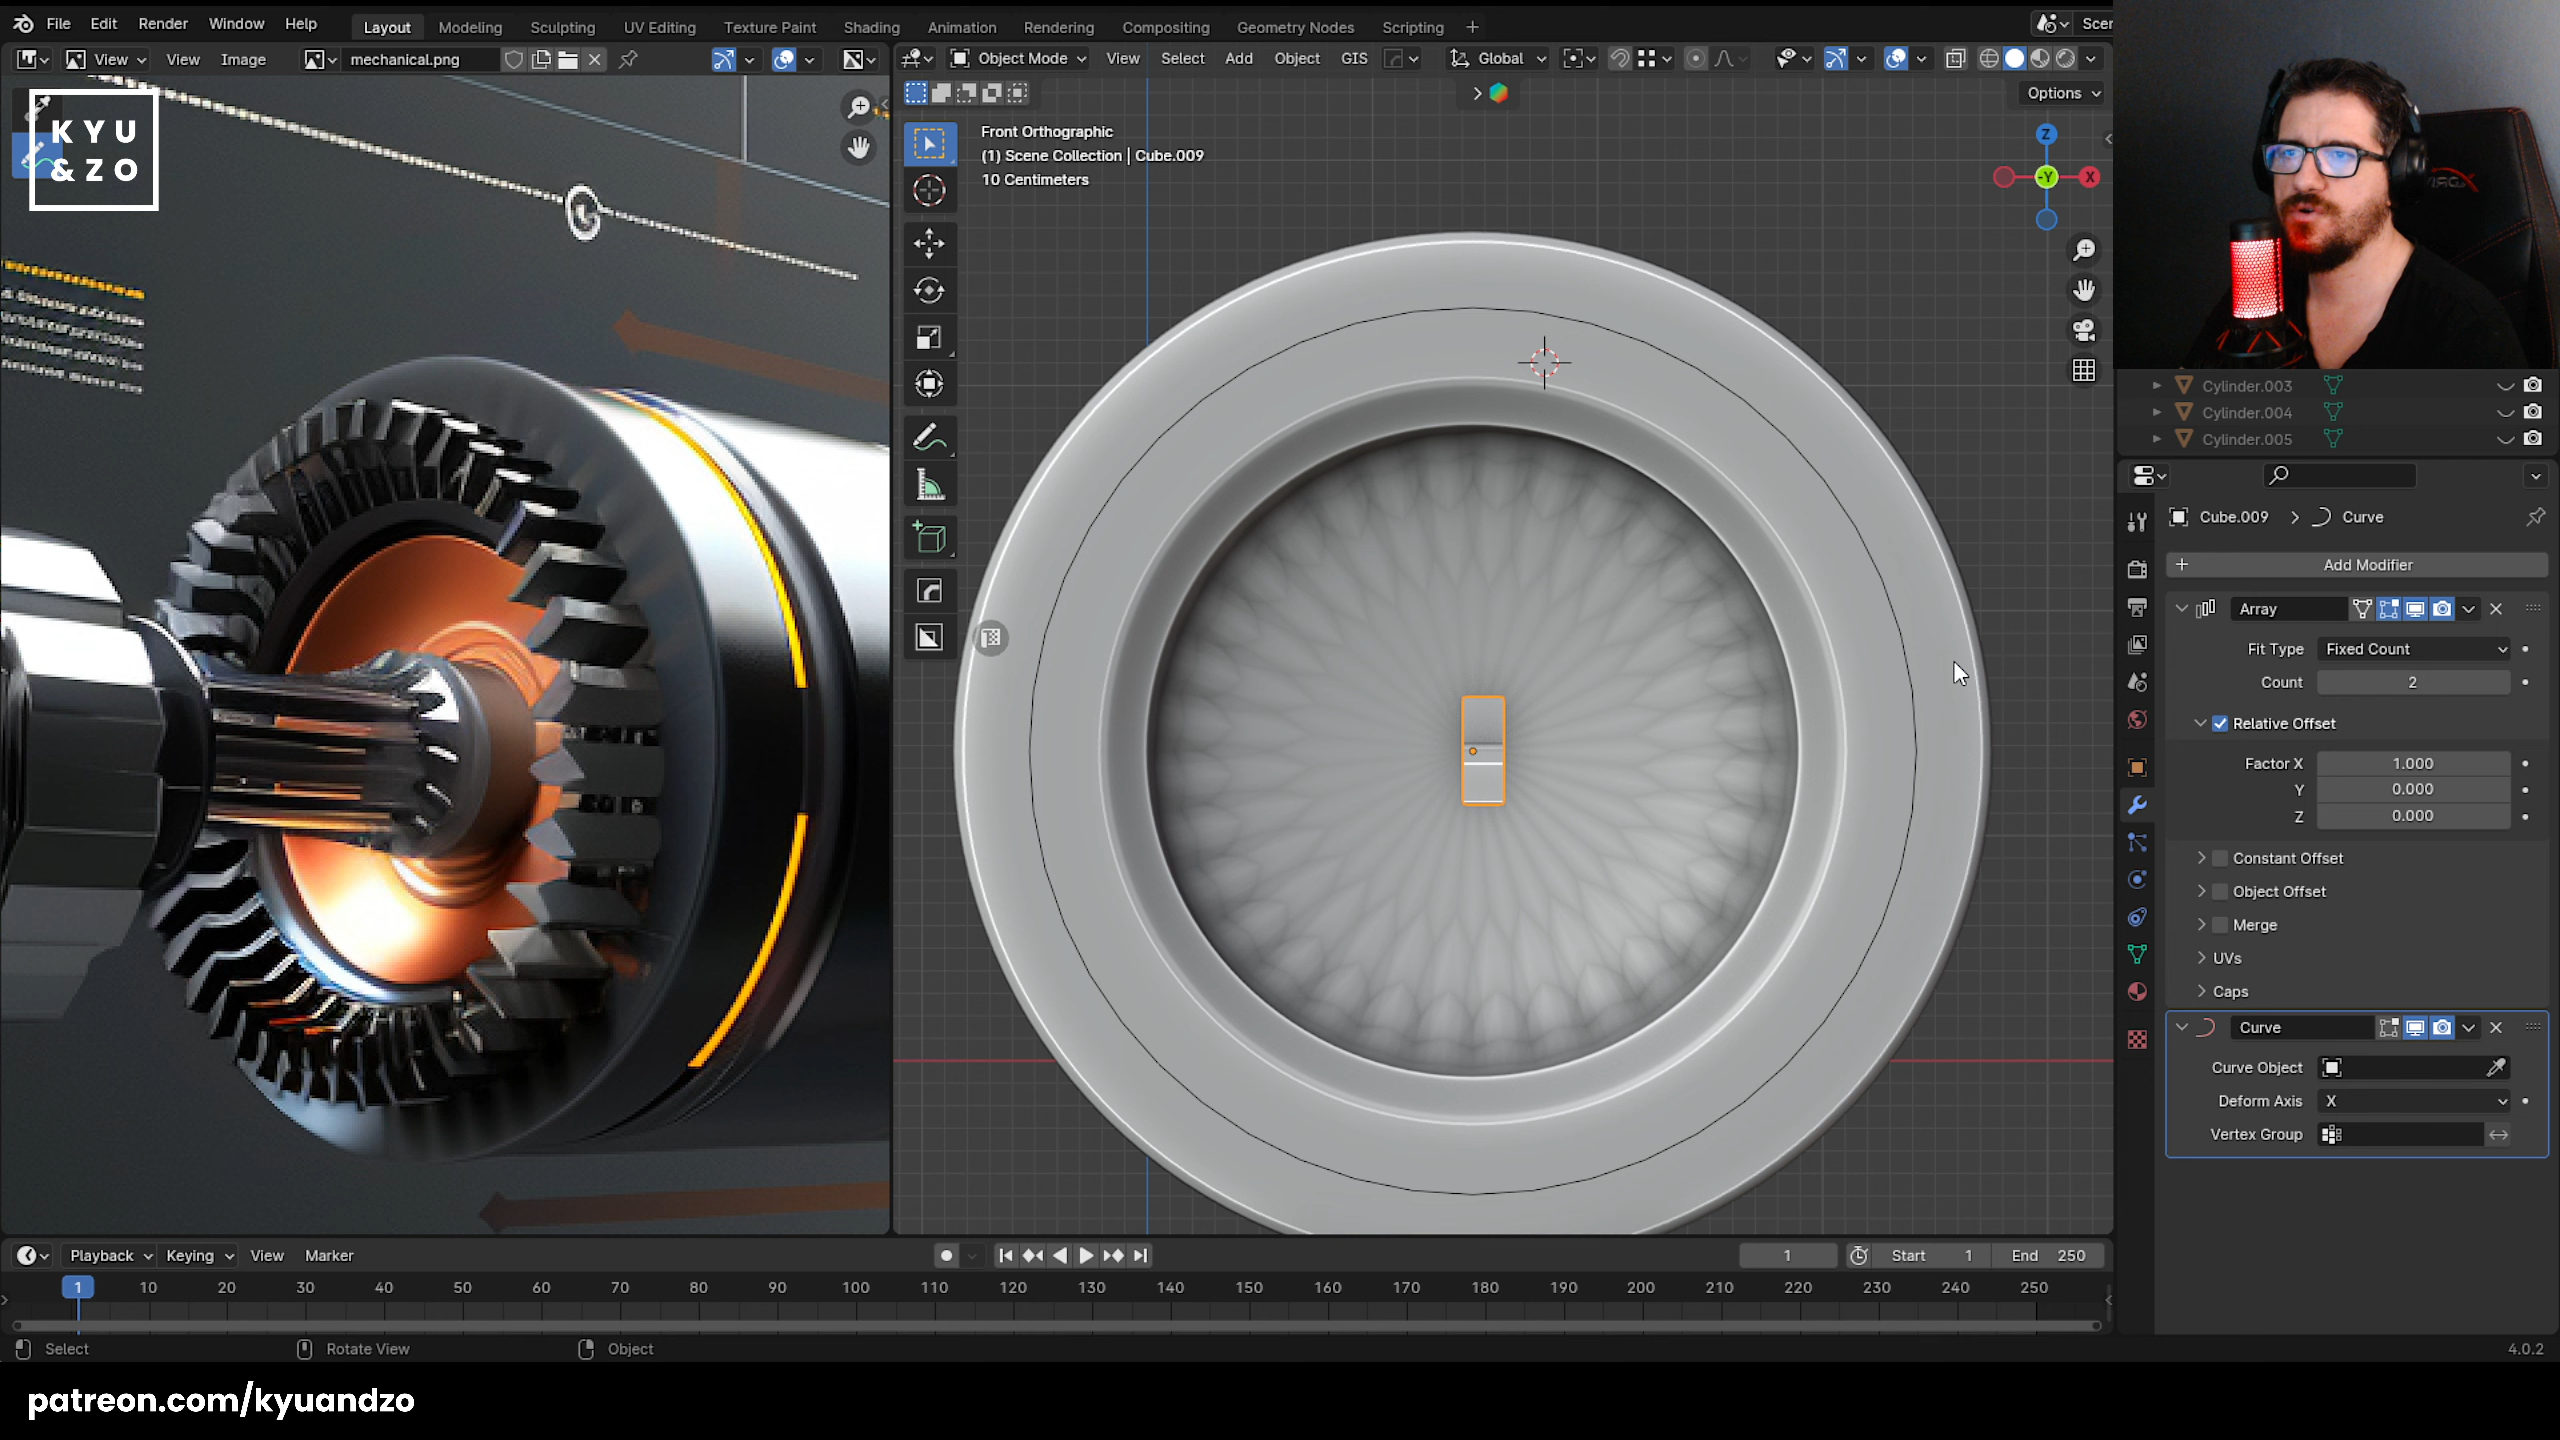 File Edit Render Window Help
Layout Modeling Sculpting UV Editing Texture Paint Shading Animation Rendering Compositing Geometry Nodes Scripting +
Scen
View View Image mechanical.png
Object Mode View Select Add Object GIS Global
Options
KYU
&ZO
Front Orthographic
(1) Scene Collection | Cube.009
10 Centimeters
Z
-Y
X
Cylinder.003
Cylinder.004
Cylinder.005
Cube.009 > Curve
+ Add Modifier
Array
Fit Type Fixed Count
Count 2
Relative Offset
Factor X 1.000
Y 0.000
Z 0.000
Constant Offset
Object Offset
Merge
UVs
Caps
Curve
Curve Object
Deform Axis X
Vertex Group
Playback Keying View Marker
1 Start 1 End 250
1 10 20 30 40 50 60 70 80 90 100 110 120 130 140 150 160 170 180 190 200 210 220 230 240 250
Select Rotate View Object
4.0.2
patreon.com/kyuandzo